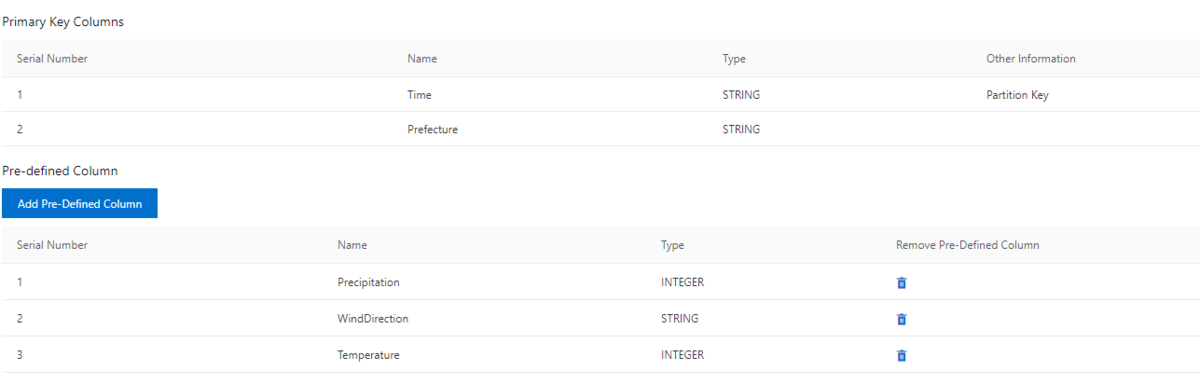 Primary Key Columns
Serial Number Name Type Other Information
1 Time STRING Partition Key
2 Prefecture STRING
Pre-defined Column
Add Pre-Defined Column
Serial Number Name Type Remove Pre-Defined Column
1 Precipitation INTEGER
2 WindDirection STRING
3 Temperature INTEGER